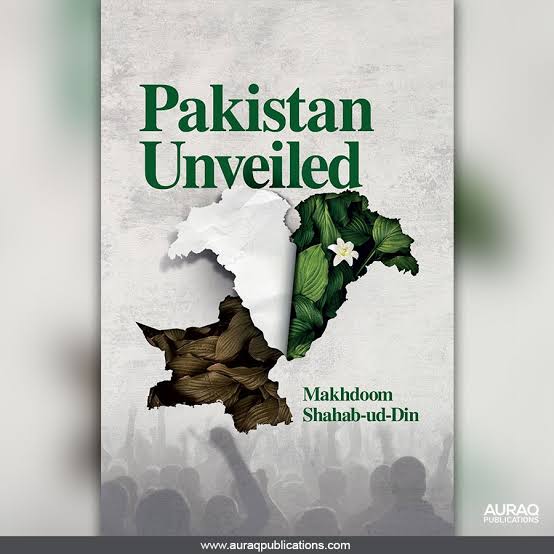 Pakistan
Unveiled
Makhdoom
Shahab-ud-Din
AURAQ
PUBLICATIONS
www.auraqpublications.com